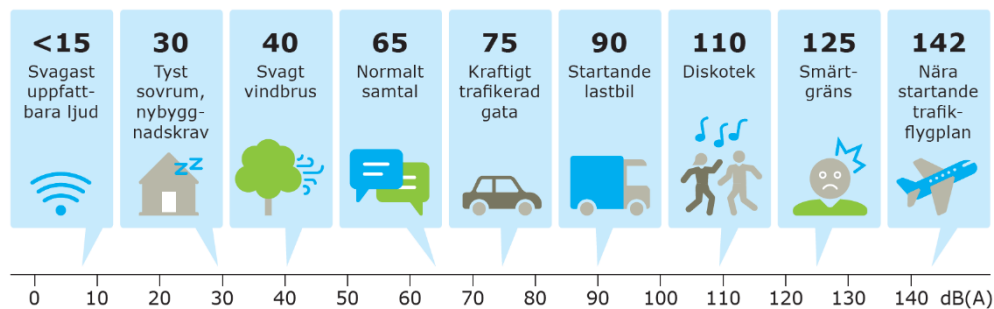 <15
Svagast
uppfatt-
bara ljud
30
Tyst
sovrum,
nybygg-
nadskrav
40
Svagt
vindbrus
65
Normalt
samtal
75
Kraftigt
trafikerad
gata
90
Startande
lastbil
110
Diskotek
125
Smärt-
gräns
142
Nära
startande
trafik-
flygplan
zz
0 10 20 30 40 50 60 70 80 90 100 110 120 130 140 dB(A)